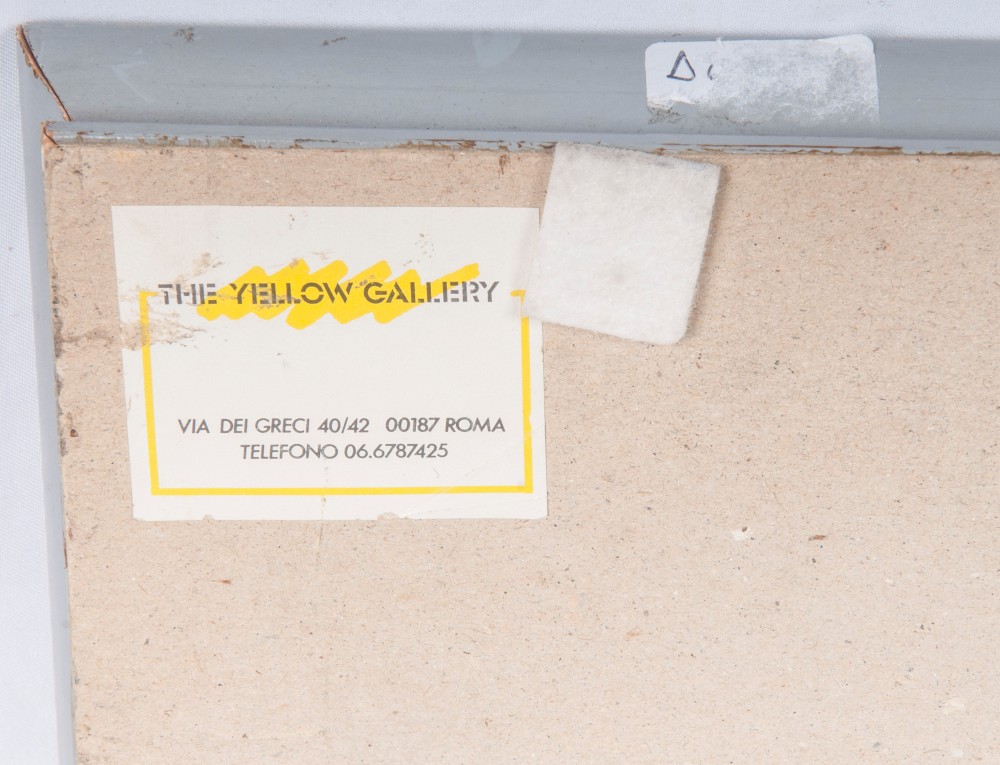 THE YELLOW GALLERY
VIA DEI GRECI 40/42 00187 ROMA
TELEFONO 06.6787425